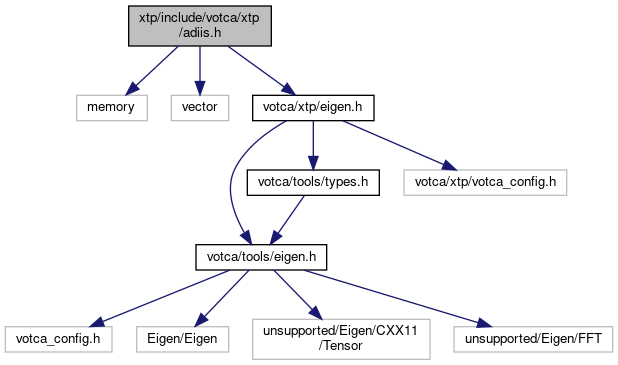 xtp/include/votca/xtp
/adiis.h
memory
vector
votca/xtp/eigen.h
votca/tools/types.h
votca/xtp/votca_config.h
votca/tools/eigen.h
votca_config.h
Eigen/Eigen
unsupported/Eigen/CXX11
/Tensor
unsupported/Eigen/FFT